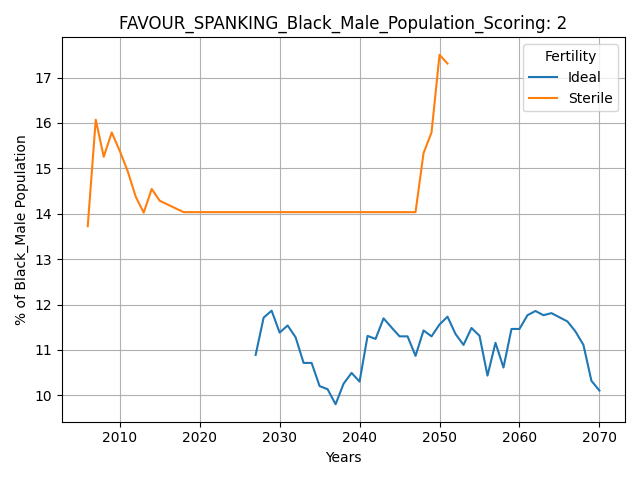 FAVOUR_SPANKING_Black_Male_Population_Scoring: 2
Fertility
Ideal
Sterile
% of Black_Male Population
17
16
15
14
13
12
11
10
2010 2020 2030 2040 2050 2060 2070
Years